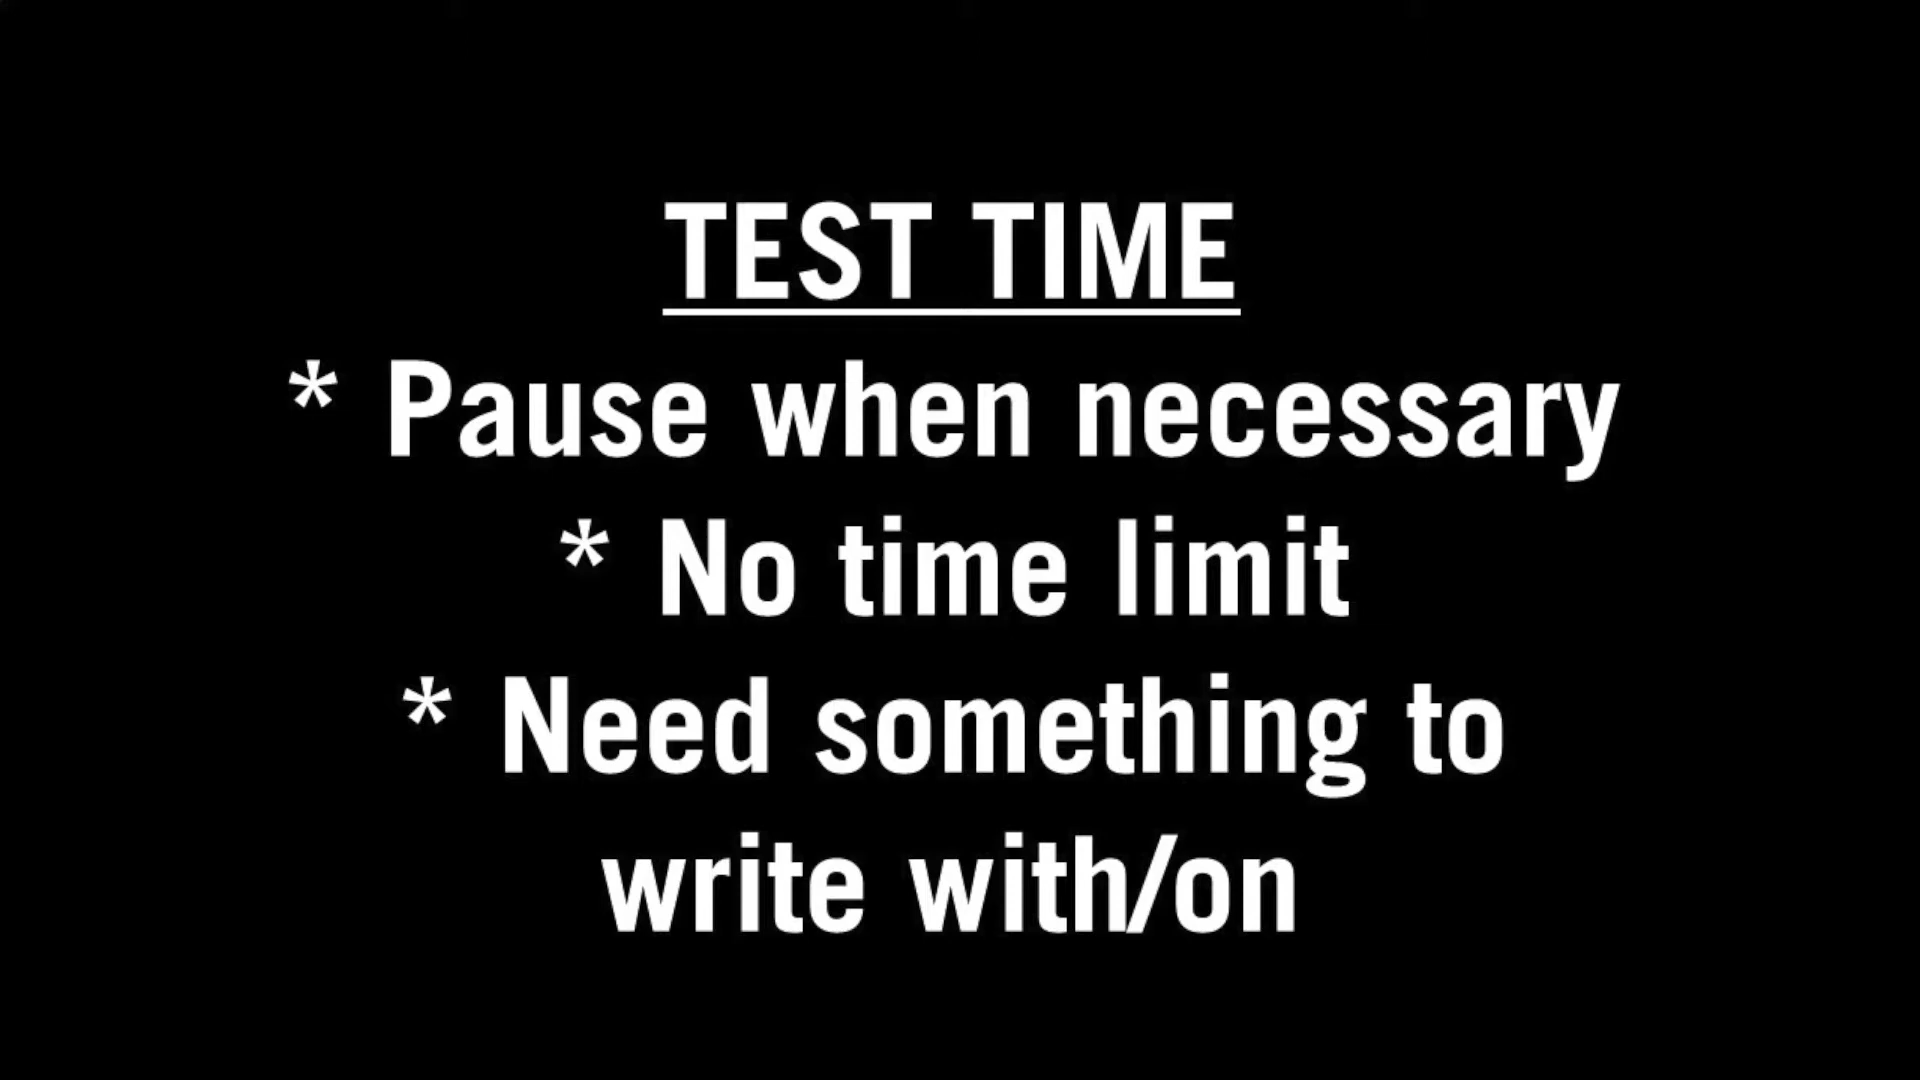 TEST TIME
* Pause when necessary
* No time limit
* Need something to
write with/on